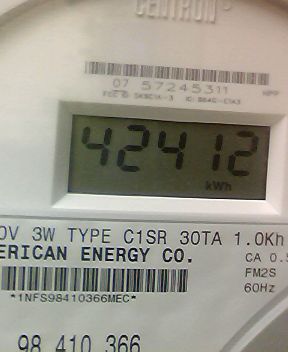 CENTRON®
07 57245311
42412
kWh
0V 3W TYPE C1SR 30TA 1.0Kh
ERICAN ENERGY CO.
CA 0.5
FM2S
60Hz
*1NFS98410366MEC*
98 410 366